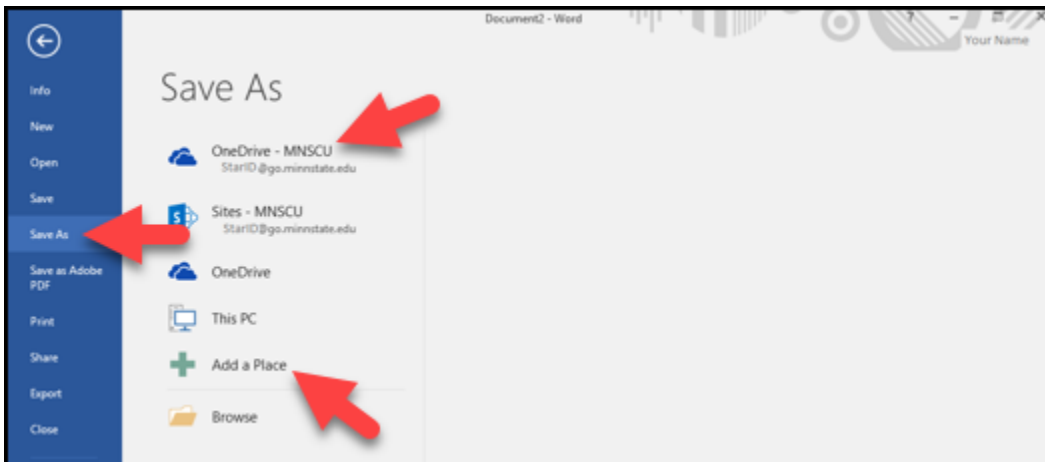 Document2 - Word
?
Your Name
Info
New
Open
Save
Save As
Save as Adobe
PDF
Print
Share
Export
Close
Save As
OneDrive - MNSCU
StarID@go.minnstate.edu
S
Sites - MNSCU
StarID@go.minnstate.edu
OneDrive
This PC
Add a Place
Browse